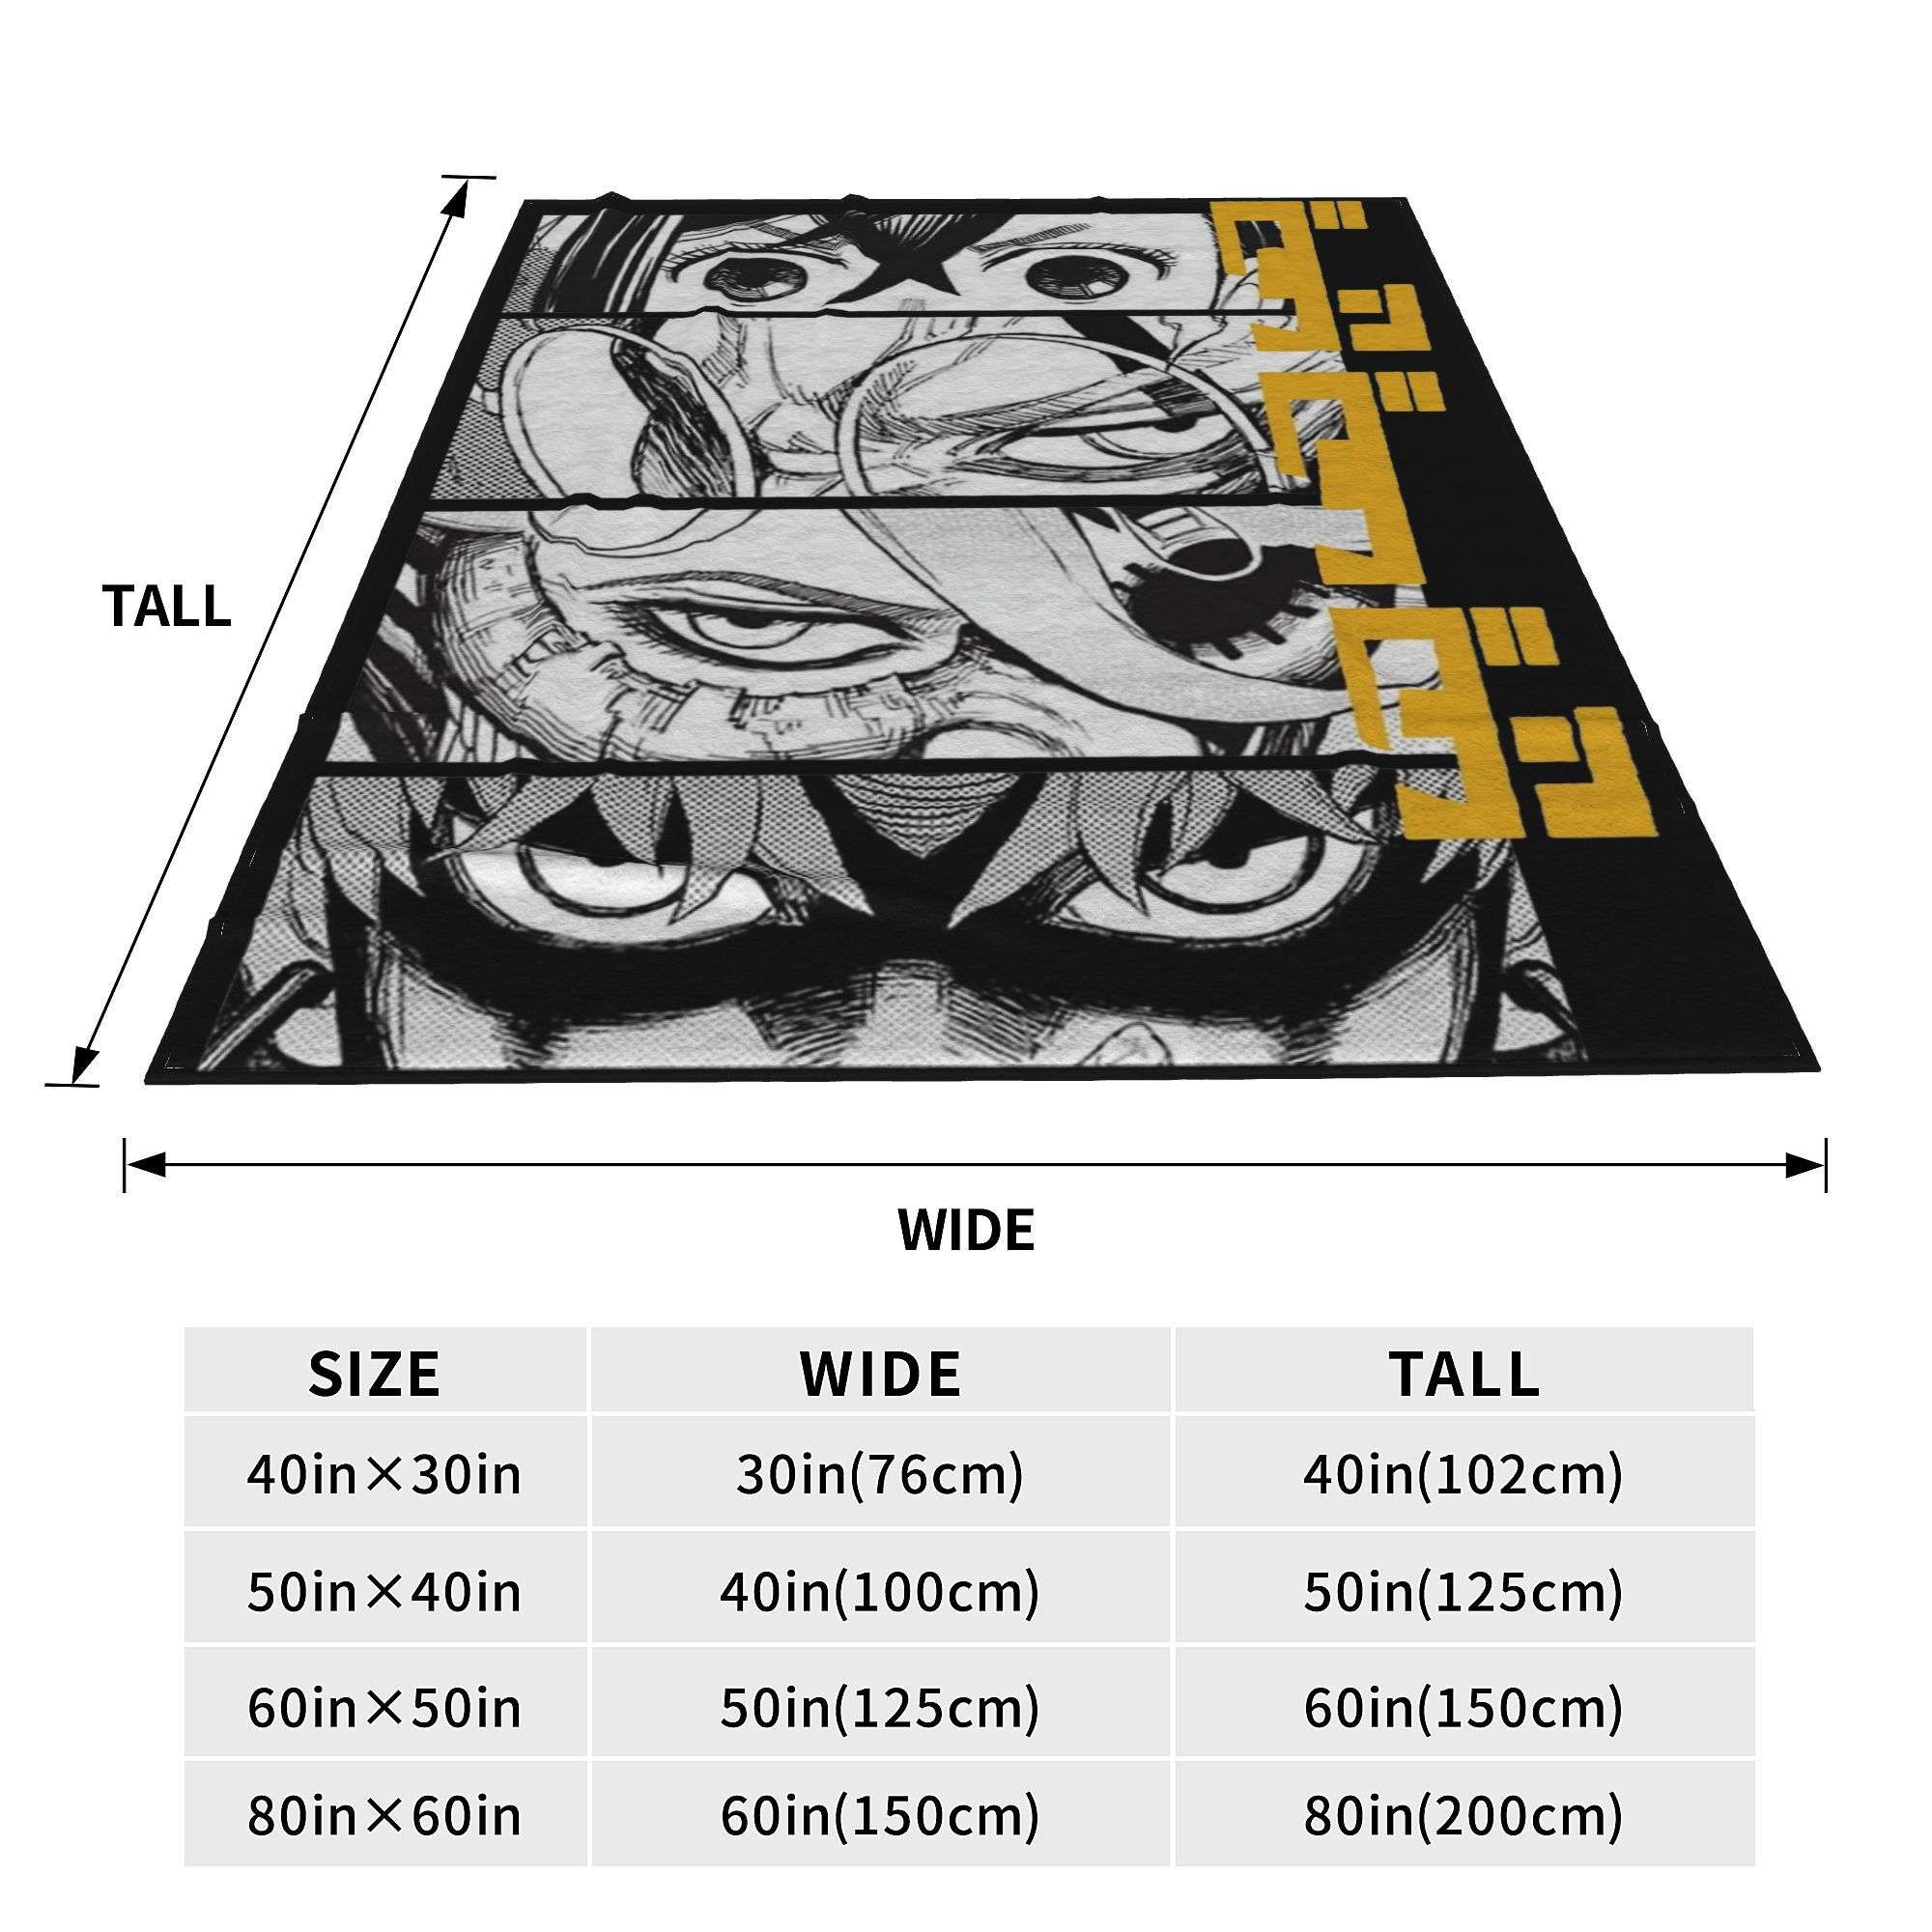 ダンダダン
TALL
WIDE
SIZE WIDE TALL
40in×30in 30in(76cm) 40in(102cm)
50in×40in 40in(100cm) 50in(125cm)
60in×50in 50in(125cm) 60in(150cm)
80in×60in 60in(150cm) 80in(200cm)